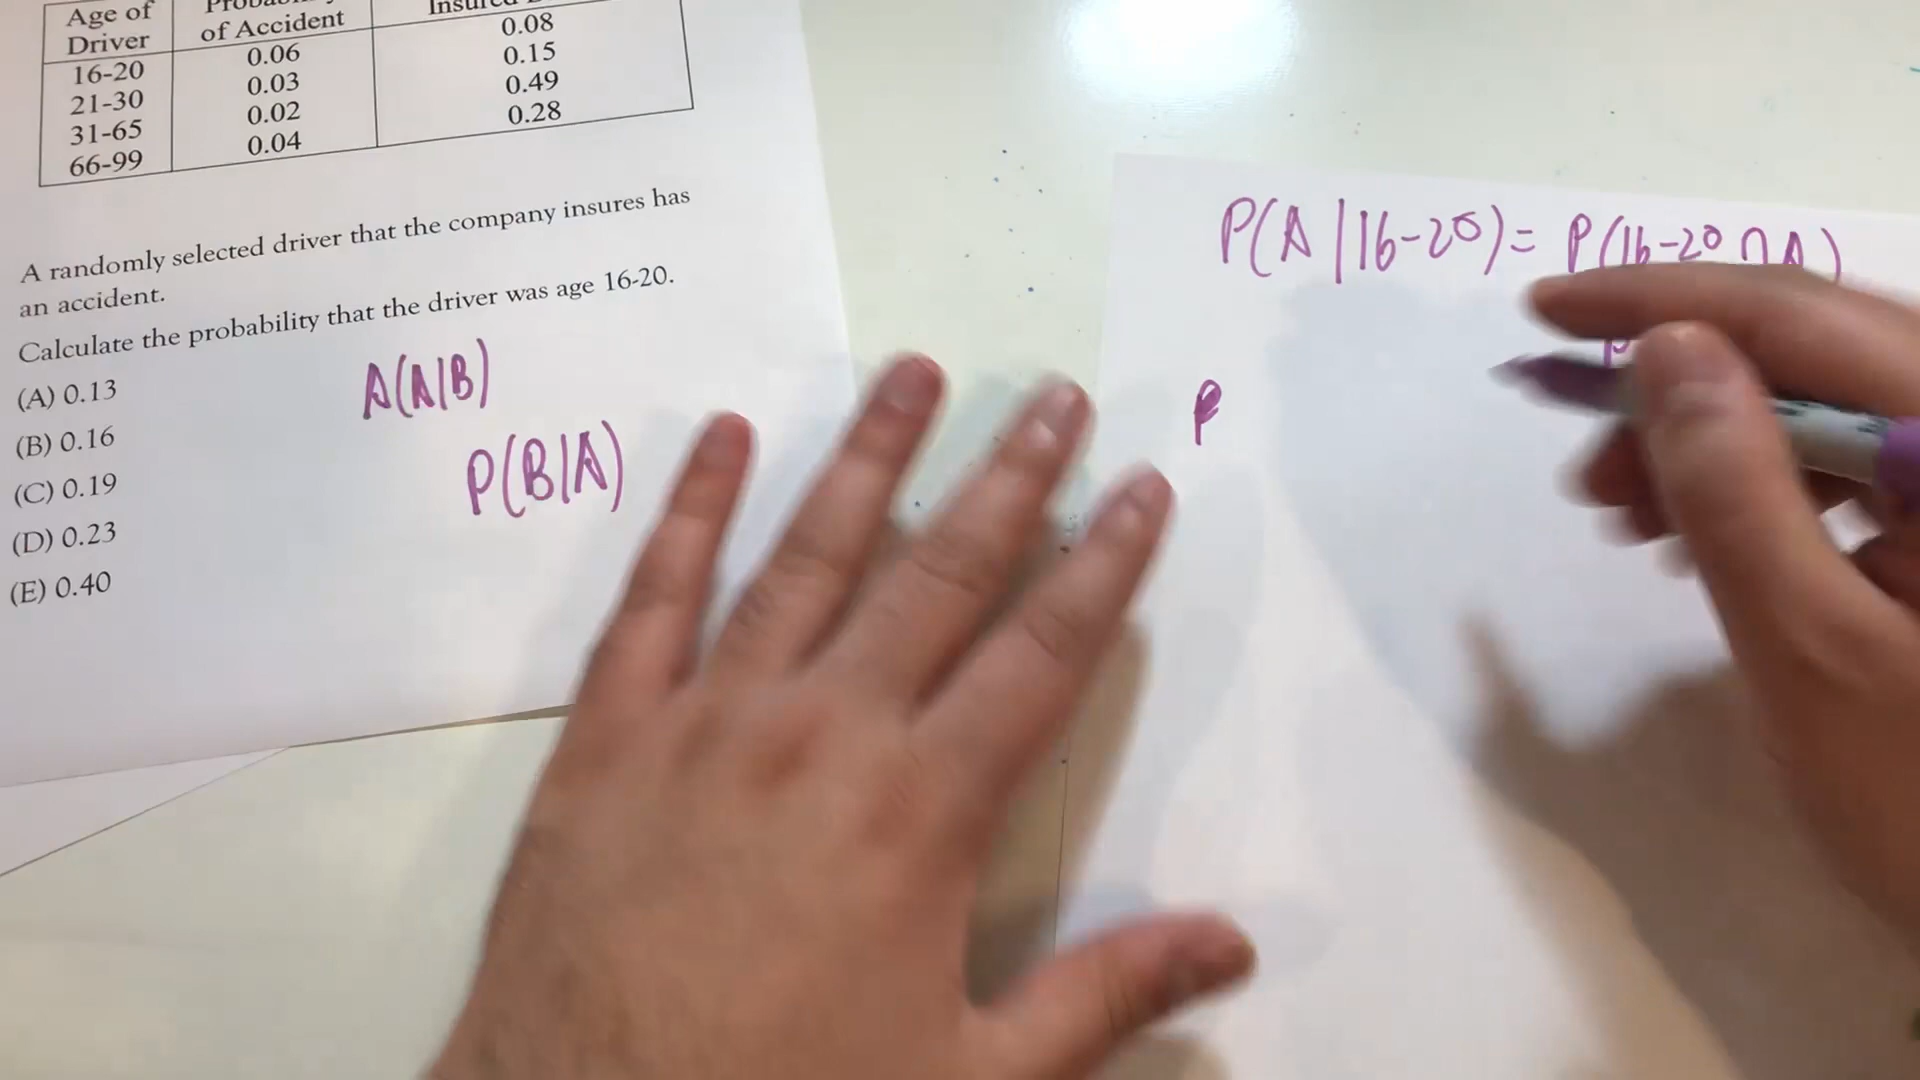 Age of
Driver
of Accident
16-20 0.06 0.08
21-30 0.03 0.15
31-65 0.02 0.49
66-99 0.04 0.28
A randomly selected driver that the company insures has
an accident.
Calculate the probability that the driver was age 16-20.
(A) 0.13
(B) 0.16
(C) 0.19
(D) 0.23
(E) 0.40
A(A|B)
P(B|A)
P(A|16-20) = P(16-20 ∩ A)
P